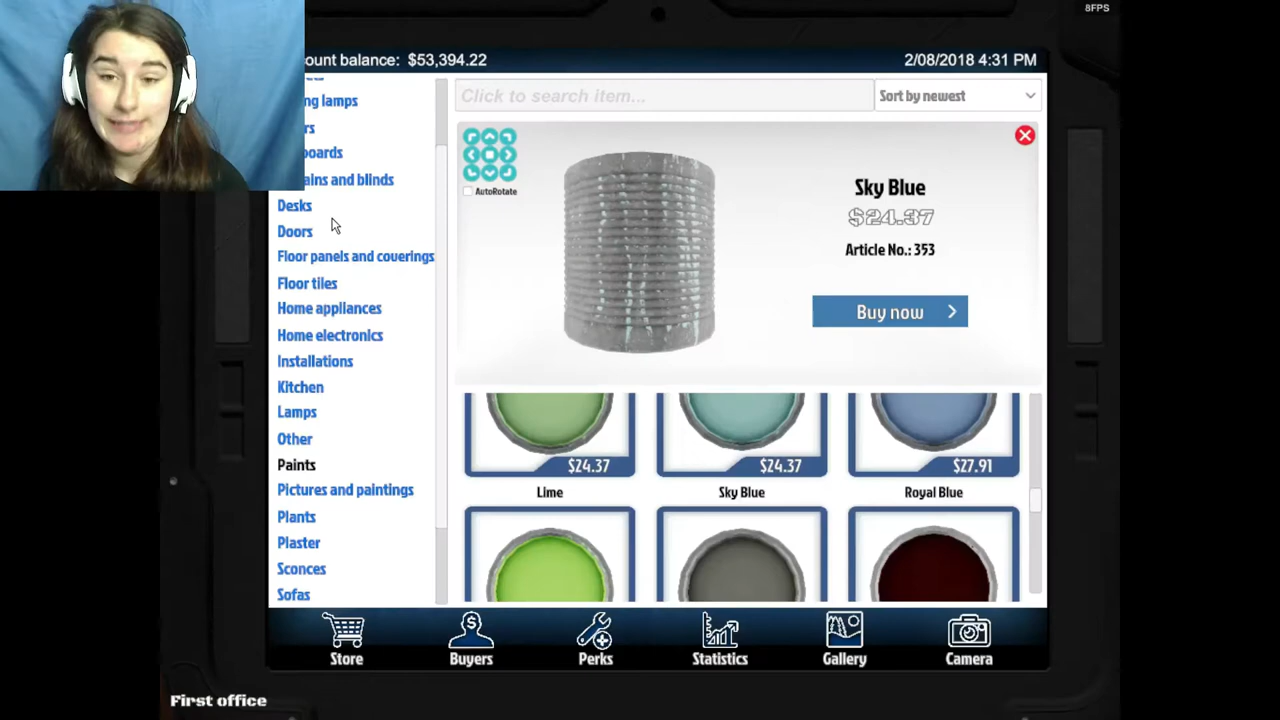 8FPS
ount balance: $53,394.22
2/08/2018 4:31 PM
ng lamps
rs
boards
ains and blinds
Desks
Doors
Floor panels and coverings
Floor tiles
Home appliances
Home electronics
Installations
Kitchen
Lamps
Other
Paints
Pictures and paintings
Plants
Plaster
Sconces
Sofas
Click to search item...
Sort by newest
AutoRotate
Sky Blue
$24.37
Article No.: 353
Buy now
$24.37
$24.37
$27.91
Lime
Sky Blue
Royal Blue
Store
Buyers
Perks
Statistics
Gallery
Camera
First office